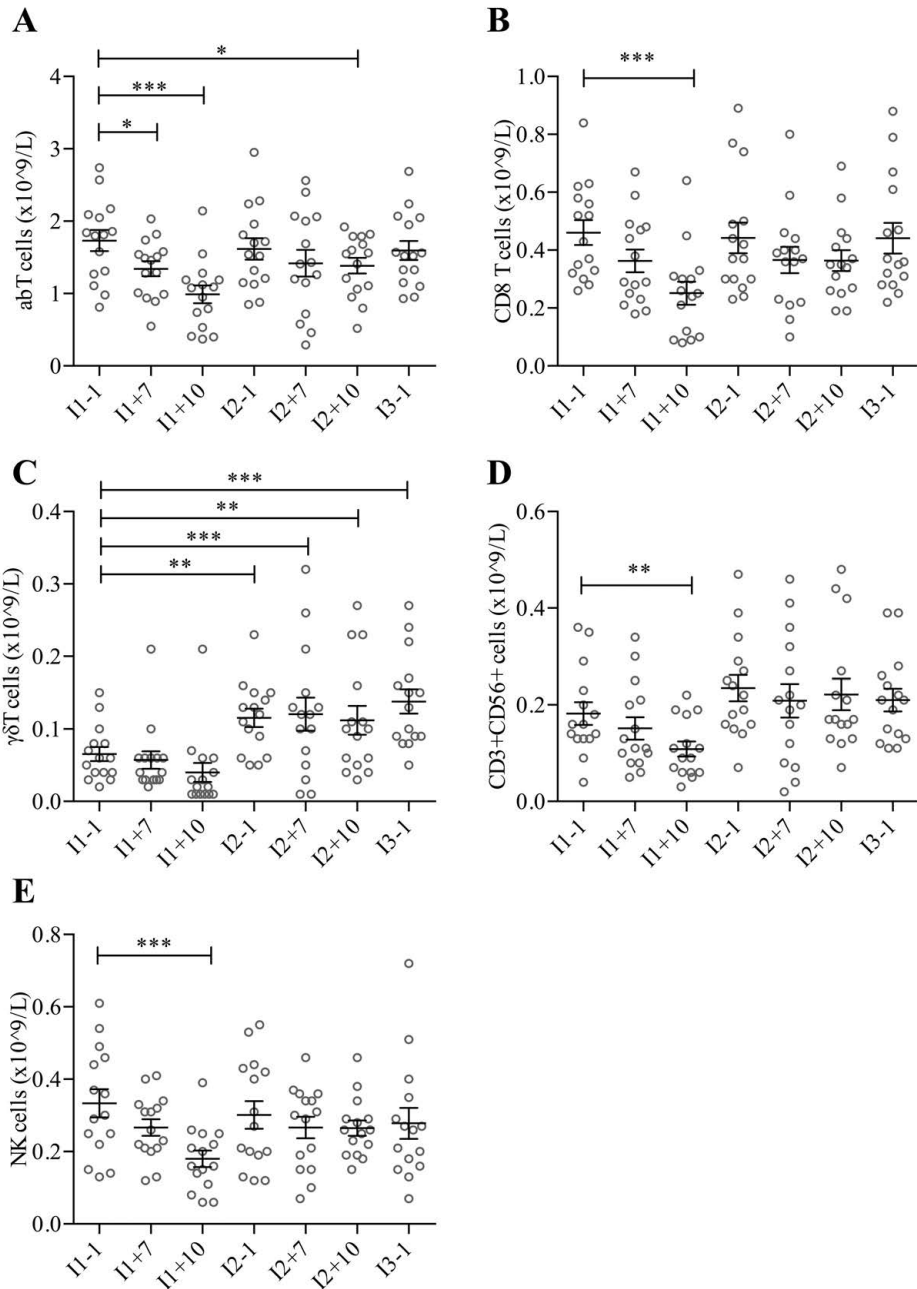 A
abT cells (x10^9/L)
4
3
2
1
0
*
***
*
I1-1
I1+7
I1+10
I2-1
I2+7
I2+10
I3-1
B
CD8 T cells (x10^9/L)
1.0
0.8
0.6
0.4
0.2
0.0
***
I1-1
I1+7
I1+10
I2-1
I2+7
I2+10
I3-1
C
γδT cells (x10^9/L)
0.4
0.3
0.2
0.1
0.0
***
**
***
**
I1-1
I1+7
I1+10
I2-1
I2+7
I2+10
I3-1
D
CD3+CD56+ cells (x10^9/L)
0.6
0.4
0.2
0.0
**
I1-1
I1+7
I1+10
I2-1
I2+7
I2+10
I3-1
E
NK cells (x10^9/L)
0.8
0.6
0.4
0.2
0.0
***
I1-1
I1+7
I1+10
I2-1
I2+7
I2+10
I3-1